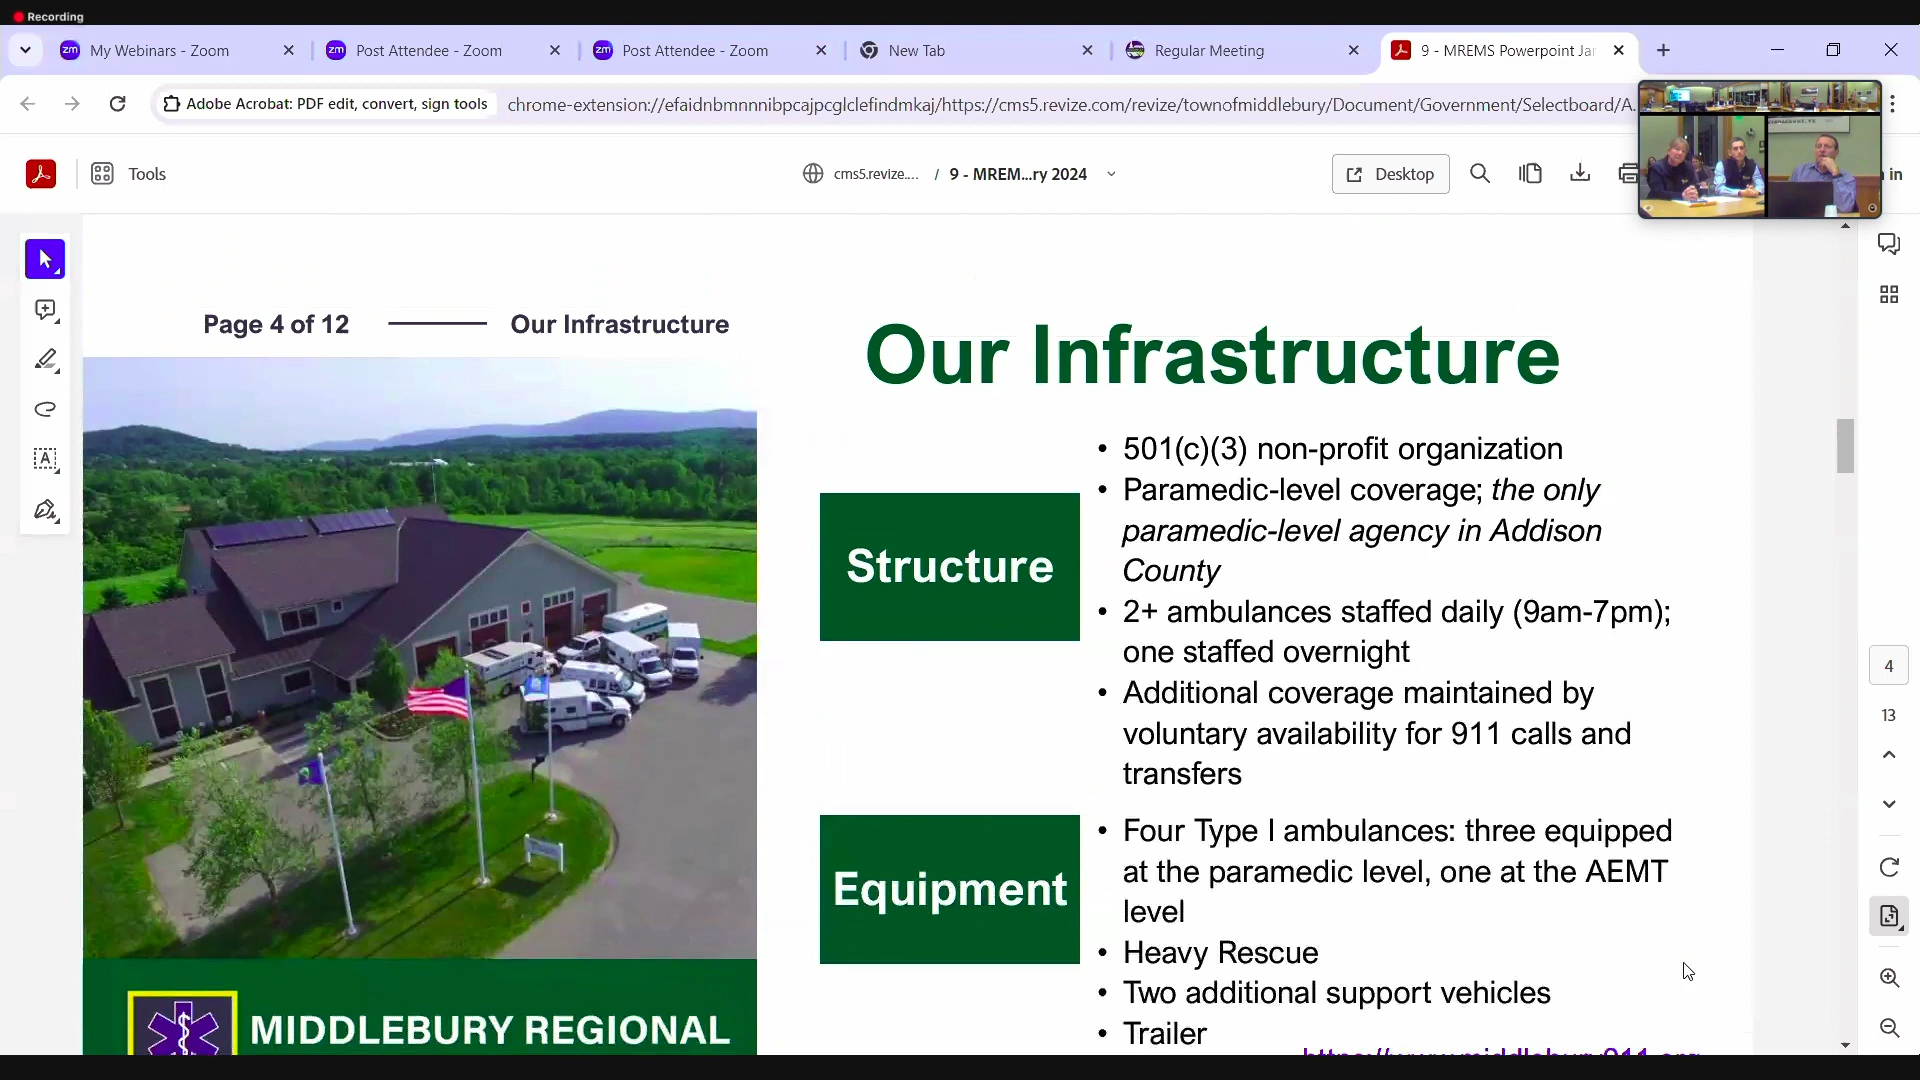 Recording
My Webinars - Zoom
Post Attendee - Zoom
Post Attendee - Zoom
New Tab
Regular Meeting
9 - MREMS Powerpoint Jar
Adobe Acrobat: PDF edit, convert, sign tools
chrome-extension://efaidnbmnnnibpcajpcglclefindmkaj/https://cms5.revize.com/revize/townofmiddlebury/Document/Government/Selectboard/A...
Tools
cms5.revize.... / 9 - MREM...ry 2024
Desktop
in
Page 4 of 12
Our Infrastructure
Our Infrastructure
Structure
• 501(c)(3) non-profit organization
• Paramedic-level coverage; the only
paramedic-level agency in Addison
County
• 2+ ambulances staffed daily (9am-7pm);
one staffed overnight
• Additional coverage maintained by
voluntary availability for 911 calls and
transfers
Equipment
• Four Type I ambulances: three equipped
at the paramedic level, one at the AEMT
level
• Heavy Rescue
• Two additional support vehicles
• Trailer
https://www.middlebury911.org
MIDDLEBURY REGIONAL
4
13